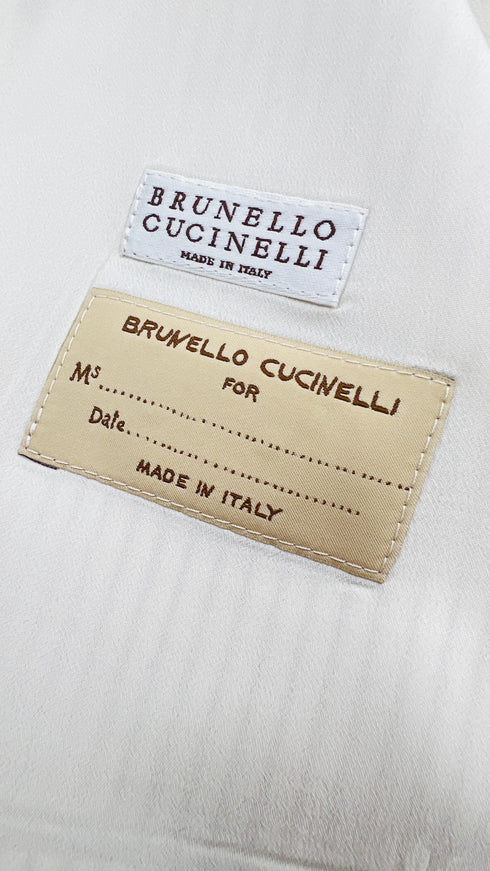 BRUNELLO
CUCINELLI
MADE IN ITALY
BRUNELLO CUCINELLI
FOR
Ms...............................................
Date...................................
MADE IN ITALY